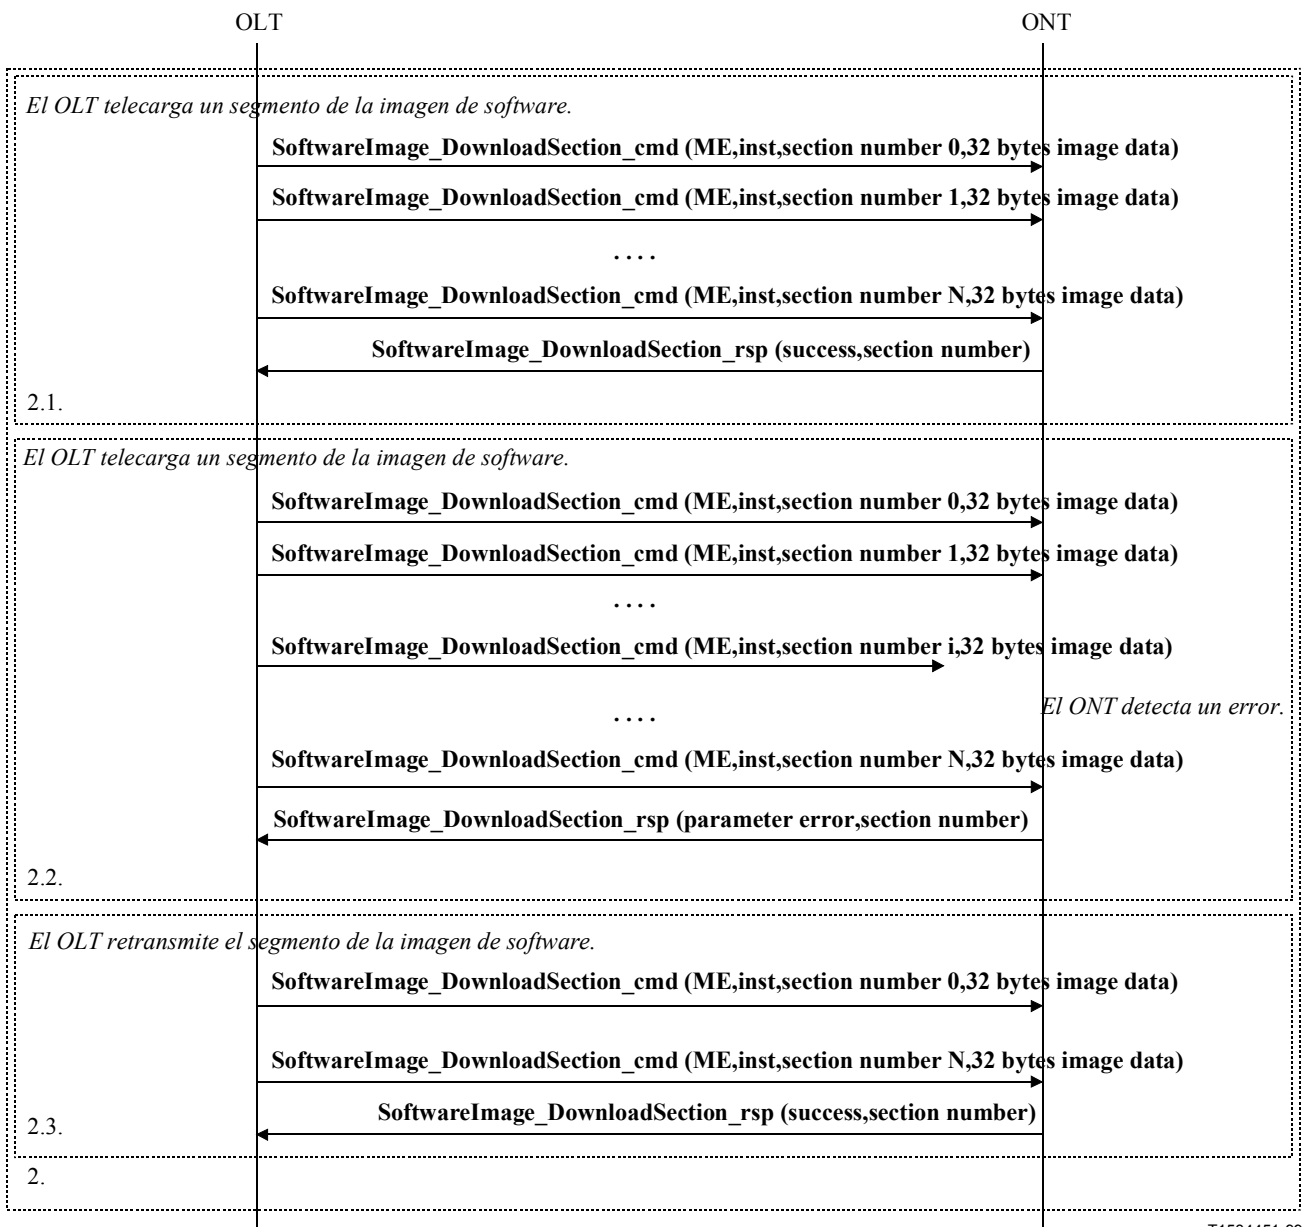 OLT ONT
El OLT telecarga un segmento de la imagen de software.
SoftwareImage_DownloadSection_cmd (ME,inst,section number 0,32 bytes image data)
SoftwareImage_DownloadSection_cmd (ME,inst,section number 1,32 bytes image data)
. . . .
SoftwareImage_DownloadSection_cmd (ME,inst,section number N,32 bytes image data)
SoftwareImage_DownloadSection_rsp (success,section number)
2.1.
El OLT telecarga un segmento de la imagen de software.
SoftwareImage_DownloadSection_cmd (ME,inst,section number 0,32 bytes image data)
SoftwareImage_DownloadSection_cmd (ME,inst,section number 1,32 bytes image data)
. . . .
SoftwareImage_DownloadSection_cmd (ME,inst,section number i,32 bytes image data)
El ONT detecta un error.
. . . .
SoftwareImage_DownloadSection_cmd (ME,inst,section number N,32 bytes image data)
SoftwareImage_DownloadSection_rsp (parameter error,section number)
2.2.
El OLT retransmite el segmento de la imagen de software.
SoftwareImage_DownloadSection_cmd (ME,inst,section number 0,32 bytes image data)
SoftwareImage_DownloadSection_cmd (ME,inst,section number N,32 bytes image data)
SoftwareImage_DownloadSection_rsp (success,section number)
2.3.
2.